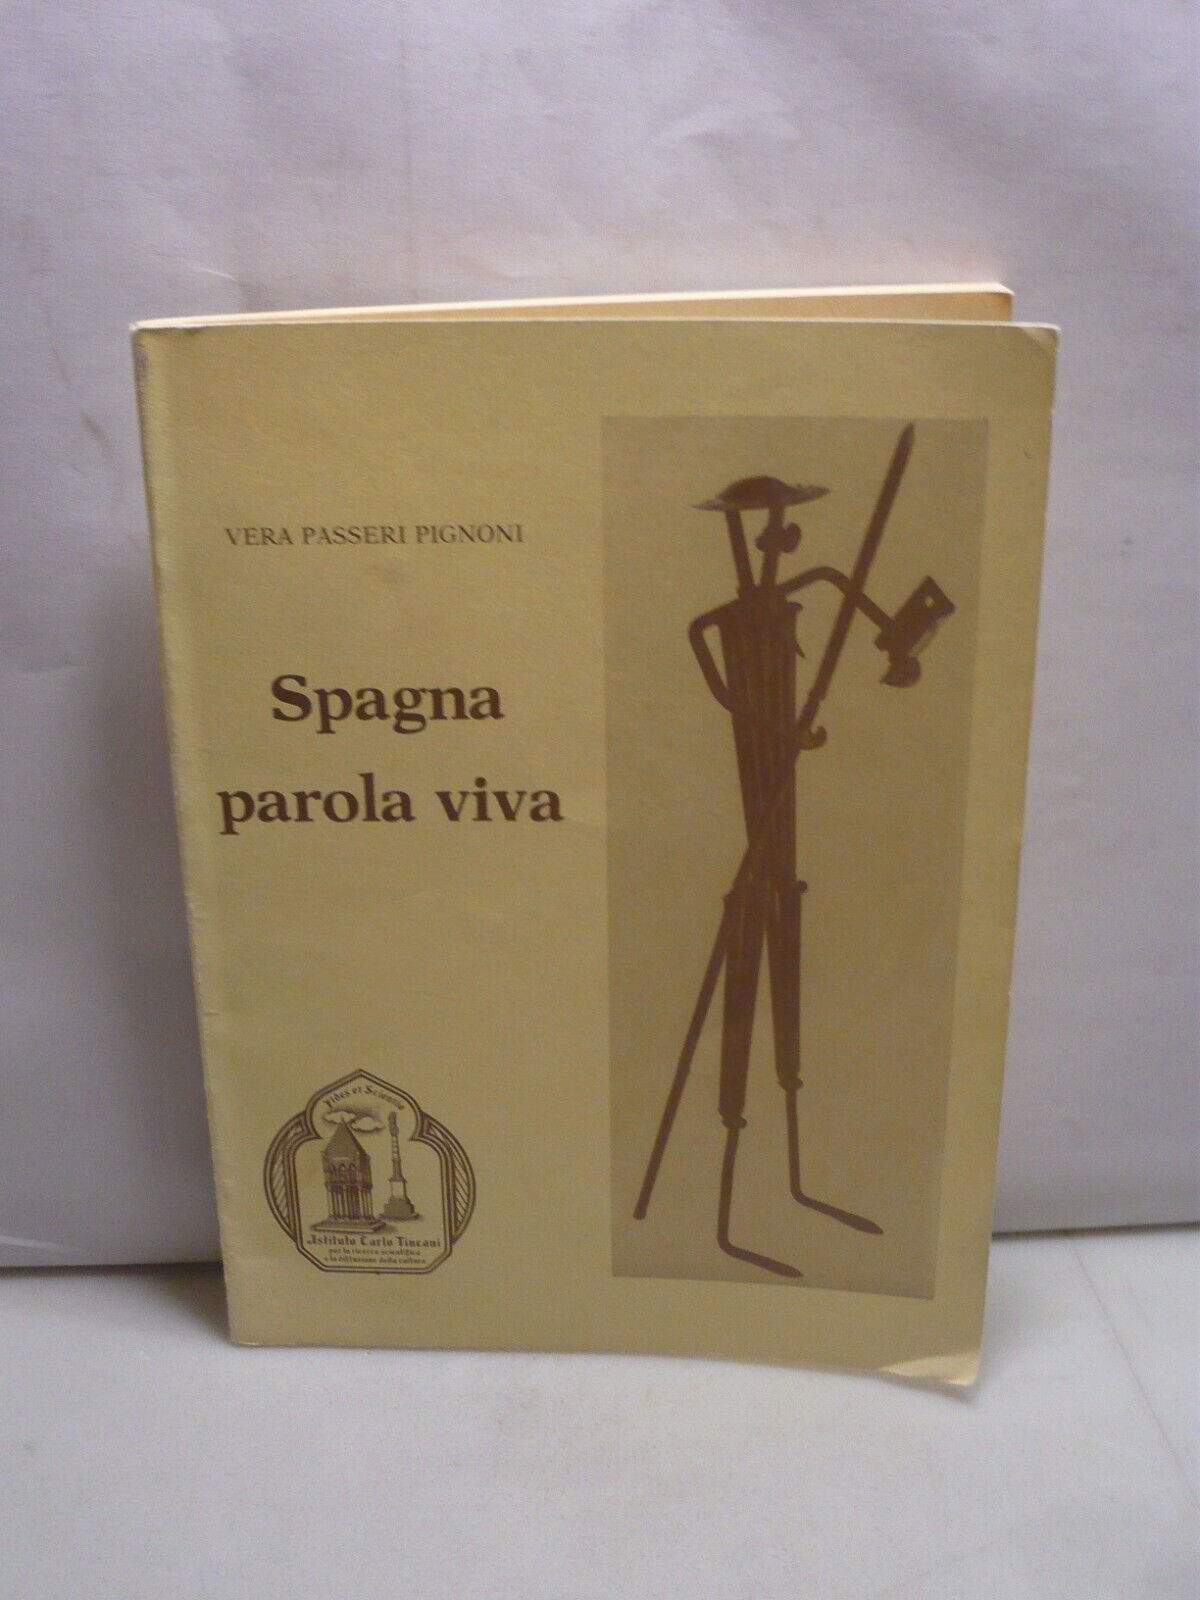 VERA PASSERI PIGNONI
Spagna
parola viva
Fides et Scientia
Istituto Carlo Tincani
per la ricerca scientifica
e la diffusione della cultura